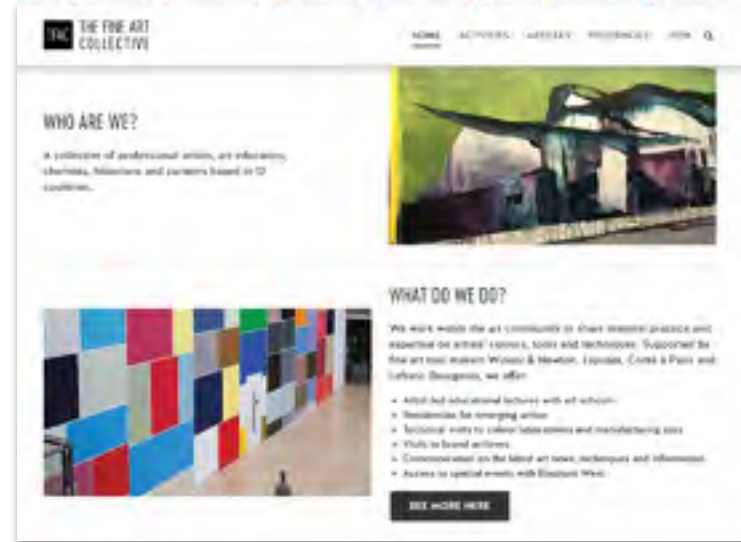 TFAC
THE FINE ART
COLLECTIVE
HOME ACTIVITIES RESIDENCIES JOIN
WHO ARE WE?
A collective of professional artists, art educators,
chemists, historians and curators based in 12
countries.
WHAT DO WE DO?
We work within the art community to share material practice and
expertise on artists' colours, tools and techniques. Supported by
fine art tool makers Winsor & Newton, Liquitex, Conté à Paris and
Lefranc Bourgeois, we offer:
Artist-led educational lectures with art schools
Residencies for emerging artists
Technical visits to colour laboratories and manufacturing sites
Visits to brand archives
Communication on the latest art news, techniques and information
Access to special events with Elephant West
SEE MORE HERE